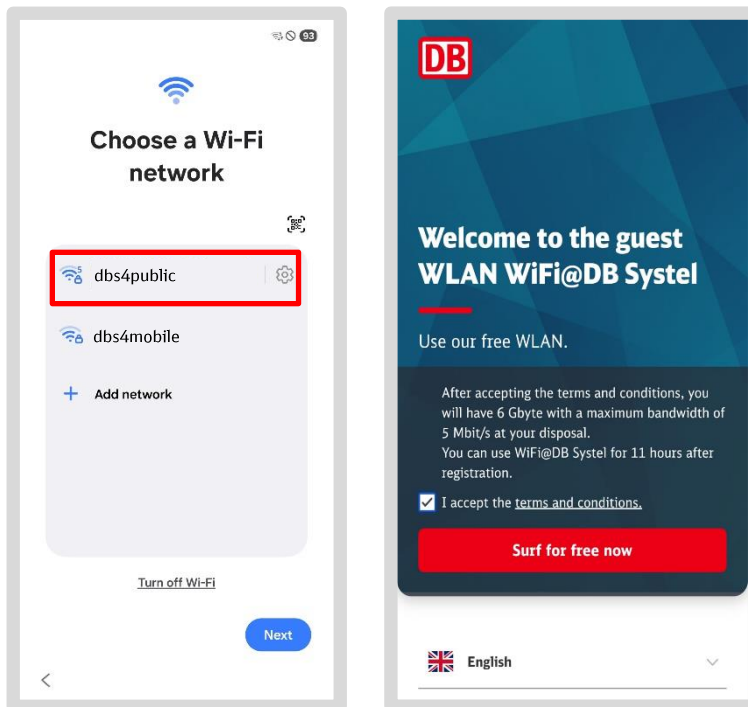 93
Choose a Wi-Fi
network
5
dbs4public
dbs4mobile
+ Add network
Turn off Wi-Fi
Next
DB
Welcome to the guest
WLAN WiFi@DB Systel
Use our free WLAN.
After accepting the terms and conditions, you
will have 6 Gbyte with a maximum bandwidth of
5 Mbit/s at your disposal.
You can use WiFi@DB Systel for 11 hours after
registration.
I accept the terms and conditions.
Surf for free now
English